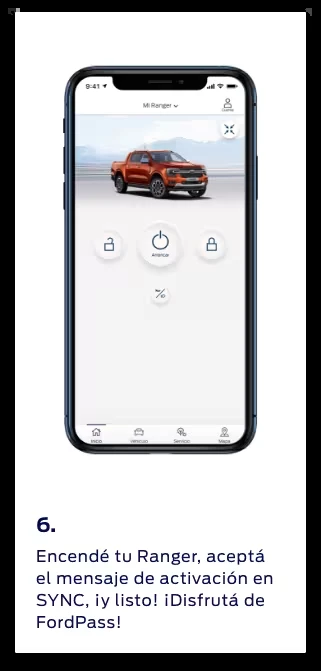 9:41
Mi Ranger
Cuenta
Arrancar
Inicio
Vehículo
Servicio
Mapa
6.
Encendé tu Ranger, aceptá
el mensaje de activación en
SYNC, ¡y listo! ¡Disfrutá de
FordPass!